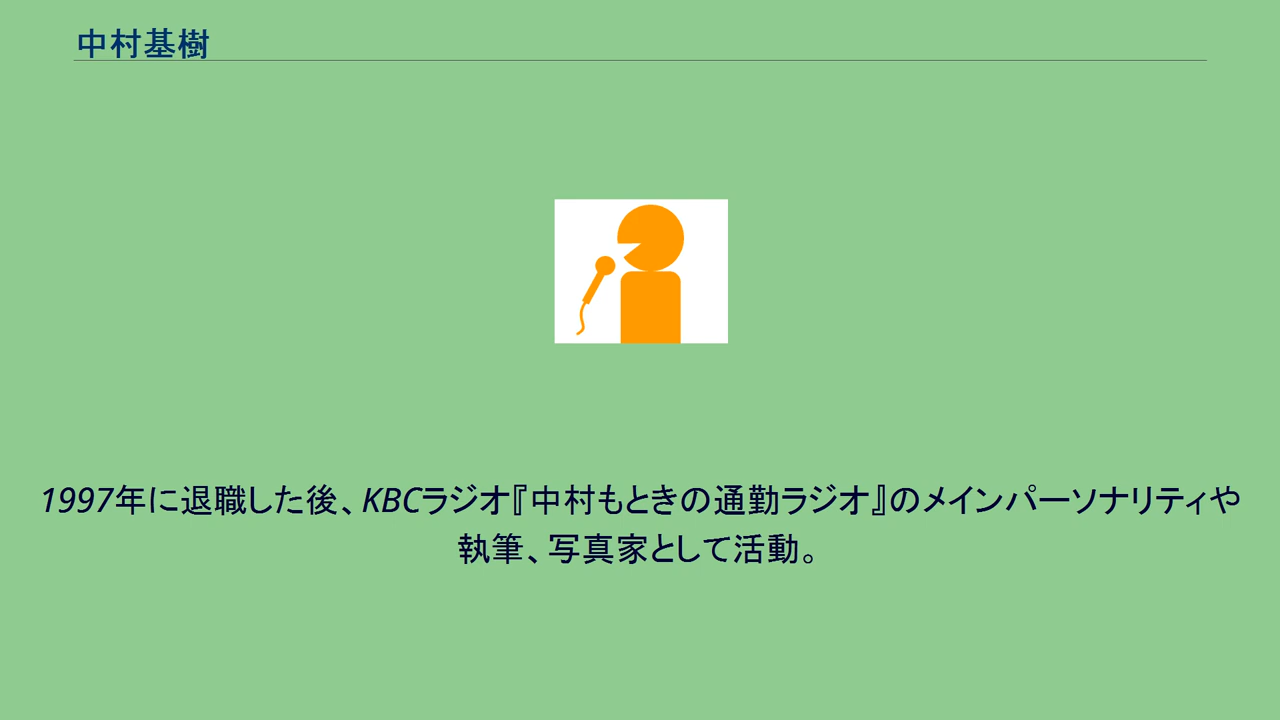 中村基樹
1997年に退職した後、KBCラジオ『中村もときの通勤ラジオ』のメインパーソナリティや
執筆、写真家として活動。